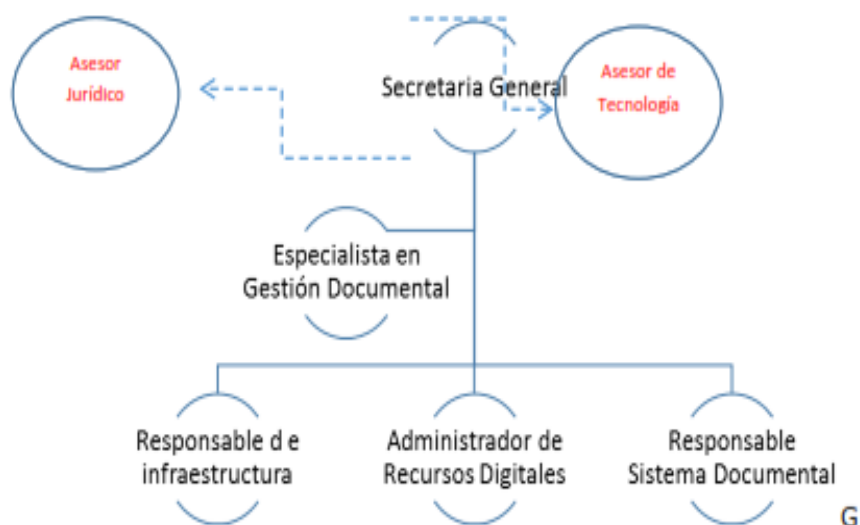 Asesor
Jurídico
Secretaria General
Asesor de
Tecnología
Especialista en
Gestión Documental
Responsable d e
infraestructura
Administrador de
Recursos Digitales
Responsable
Sistema Documental
G